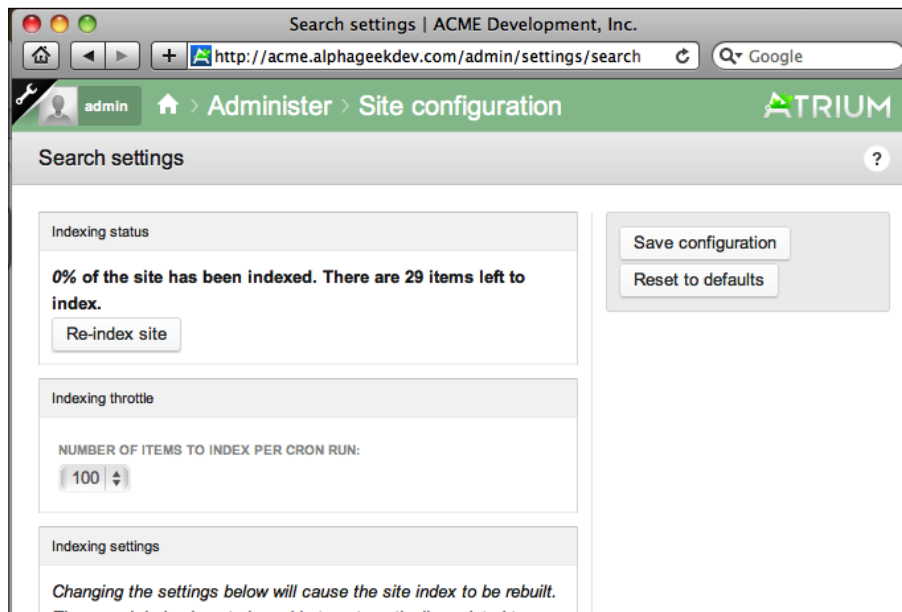 Search settings | ACME Development, Inc.
http://acme.alphageekdev.com/admin/settings/search
Google
admin
Administer › Site configuration
ATRIUM
Search settings
?
Indexing status
0% of the site has been indexed. There are 29 items left to
index.
Re-index site
Save configuration
Reset to defaults
Indexing throttle
NUMBER OF ITEMS TO INDEX PER CRON RUN:
100
Indexing settings
Changing the settings below will cause the site index to be rebuilt.